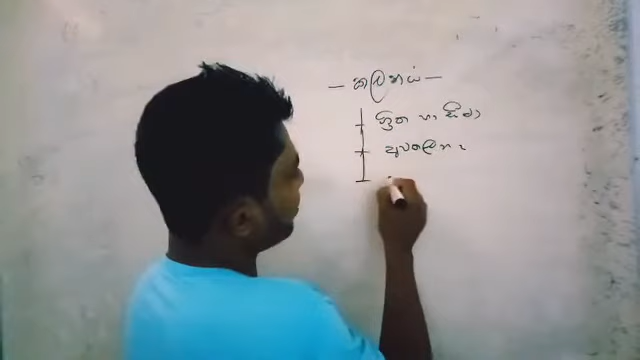 — කලනය —
ශ්‍රිත හා සීමා
අවකලනය